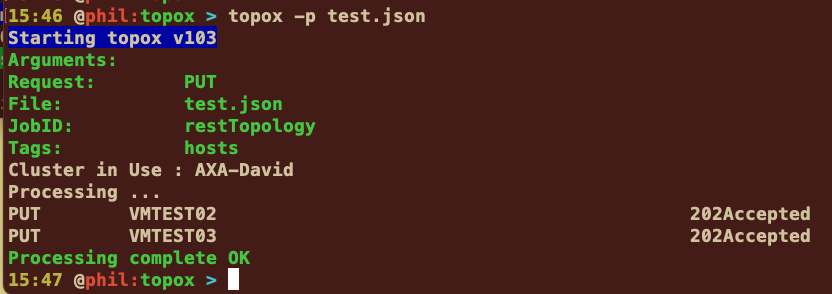 15:46 @phil:topox > topox -p test.json
Starting topox v103
Arguments:
Request: PUT
File: test.json
JobID: restTopology
Tags: hosts
Cluster in Use : AXA-David
Processing ...
PUT VMTEST02 202Accepted
PUT VMTEST03 202Accepted
Processing complete OK
15:47 @phil:topox >